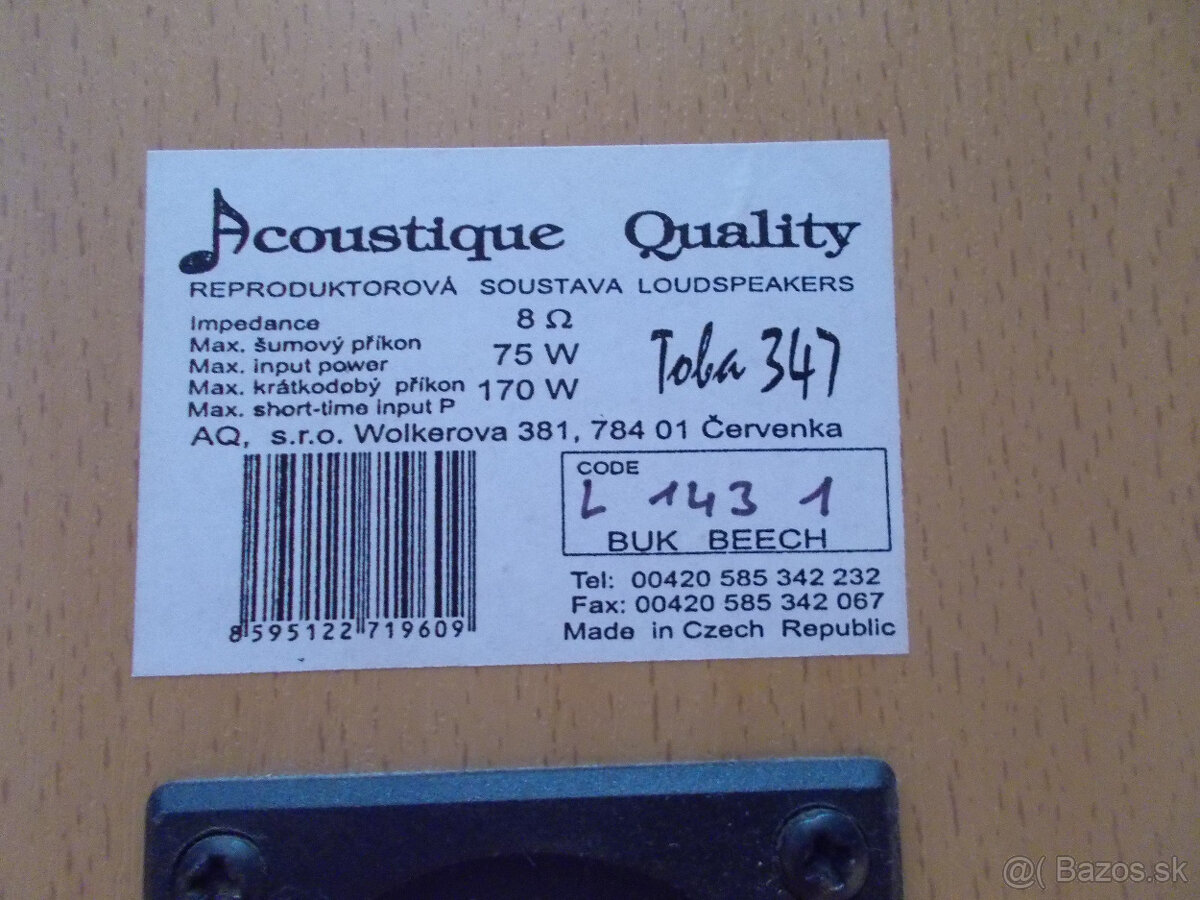 Acoustique Quality
REPRODUKTOROVÁ SOUSTAVA LOUDSPEAKERS
Impedance 8 Ω
Max. šumový příkon
Max. input power 75 W
Max. krátkodobý příkon 170 W
Max. short-time input P
Toba 347
AQ, s.r.o. Wolkerova 381, 784 01 Červenka
CODE
L 143 1
BUK BEECH
8595122719609
Tel: 00420 585 342 232
Fax: 00420 585 342 067
Made in Czech Republic
@( Bazos.sk